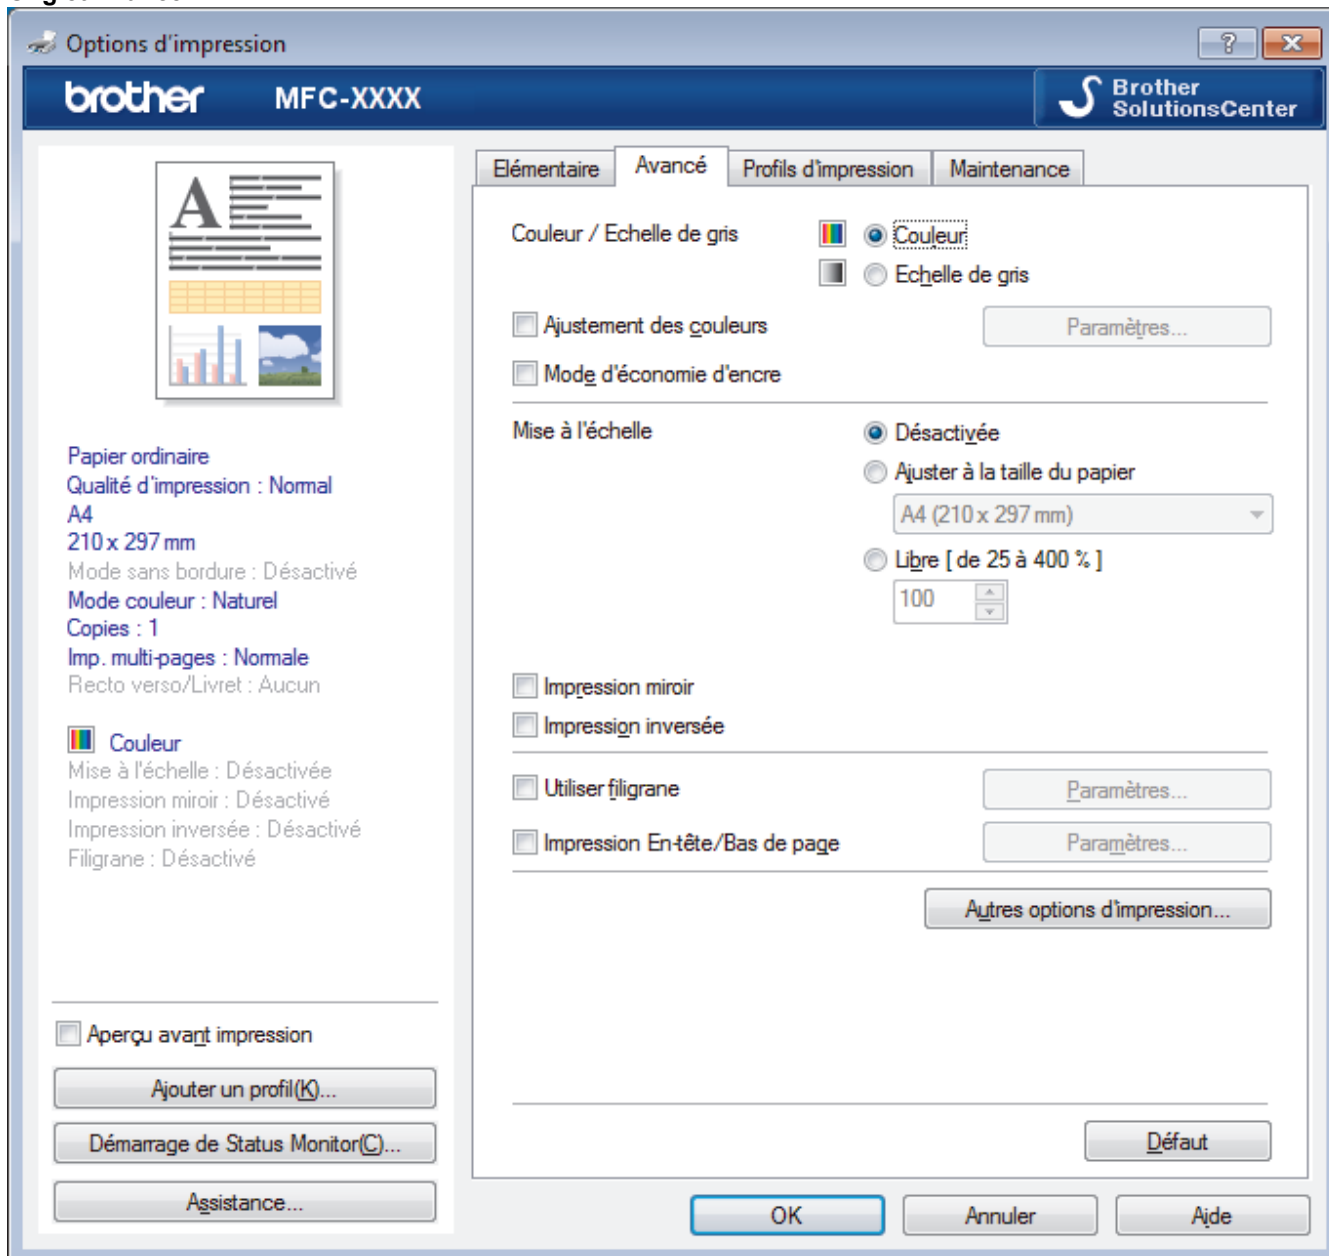 Options d'impression
brother MFC-XXXX
Brother
SolutionsCenter
A
Papier ordinaire
Qualité d'impression : Normal
A4
210 x 297 mm
Mode sans bordure : Désactivé
Mode couleur : Naturel
Copies : 1
Imp. multi-pages : Normale
Recto verso/Livret : Aucun
Couleur
Mise à l'échelle : Désactivée
Impression miroir : Désactivé
Impression inversée : Désactivé
Filigrane : Désactivé
Aperçu avant impression
Ajouter un profil(K)...
Démarrage de Status Monitor(C)...
Assistance...
Elémentaire Avancé Profils d'impression Maintenance
Couleur / Echelle de gris Couleur
Echelle de gris
Ajustement des couleurs Paramètres...
Mode d'économie d'encre
Mise à l'échelle Désactivée
Ajuster à la taille du papier
A4 (210 x 297 mm)
Libre [ de 25 à 400 % ]
100
Impression miroir
Impression inversée
Utiliser filigrane Paramètres...
Impression En-tête/Bas de page Paramètres...
Autres options d'impression...
Défaut
OK Annuler Aide